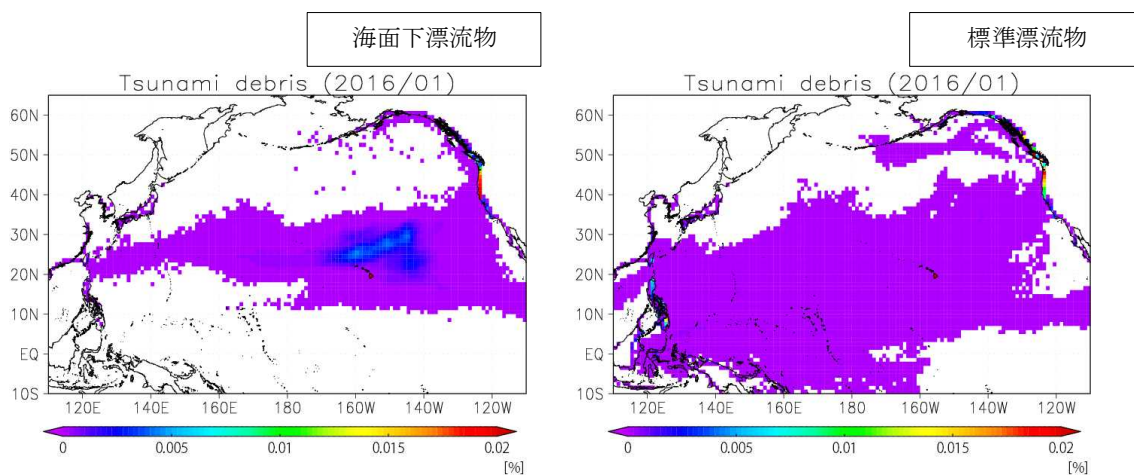 海面下漂流物
Tsunami debris (2016/01)
60N
50N
40N
30N
20N
10N
EQ
10S
120E 140E 160E 180 160W 140W 120W
0 0.005 0.01 0.015 0.02
[%]
標準漂流物
Tsunami debris (2016/01)
60N
50N
40N
30N
20N
10N
EQ
10S
120E 140E 160E 180 160W 140W 120W
0 0.005 0.01 0.015 0.02
[%]